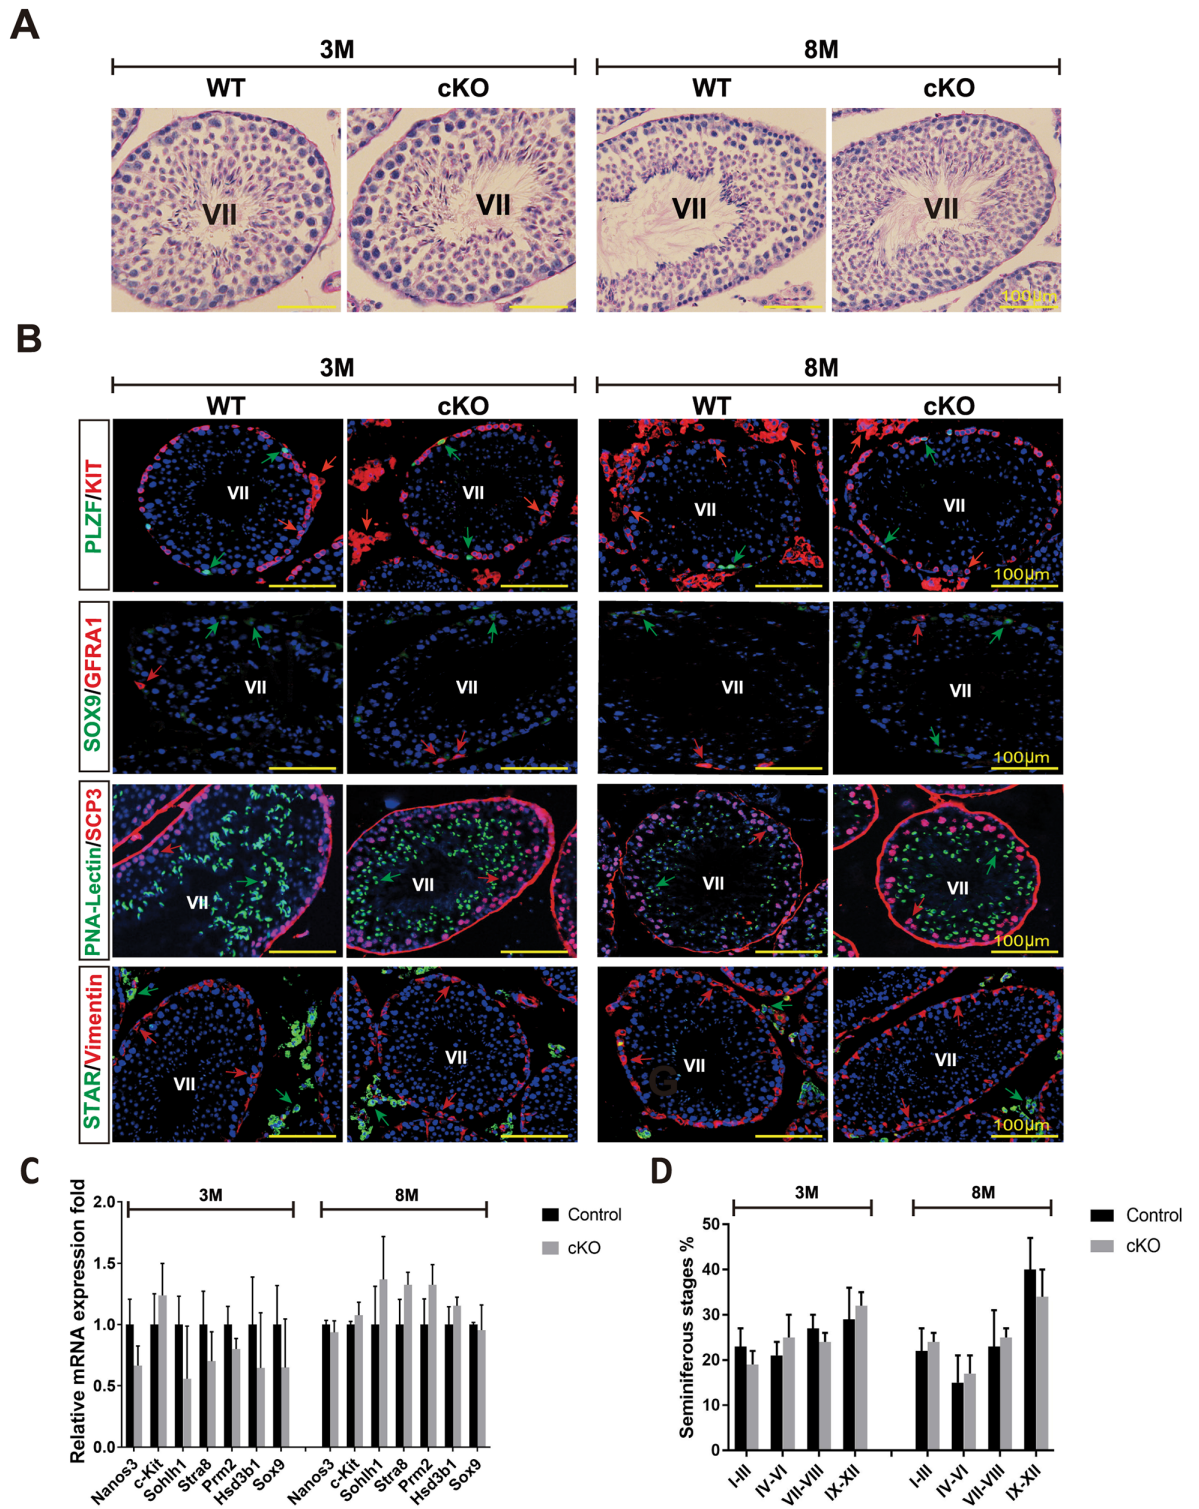 A
3M 8M
WT cKO WT cKO
VII VII VII VII
100μm
B
3M 8M
WT cKO WT cKO
PLZF/KIT
VII VII VII VII
100μm
SOX9/GFRA1
VII VII VII VII
100μm
PNA-Lectin/SCP3
VII VII VII VII
100μm
STAR/Vimentin
VII VII VII VII
G
100μm
C
3M 8M
Relative mRNA expression fold
2.0
1.5
1.0
0.5
0.0
Nanos3 c-Kit Sohlh1 Stra8 Prm2 Hsd3b1 Sox9 Nanos3 c-Kit Sohlh1 Stra8 Prm2 Hsd3b1 Sox9
Control
cKO
D
3M 8M
Seminiferous stages %
50
40
30
20
10
0
I-III IV-VI VII-VIII IX-XII I-III IV-VI VII-VIII IX-XII
Control
cKO